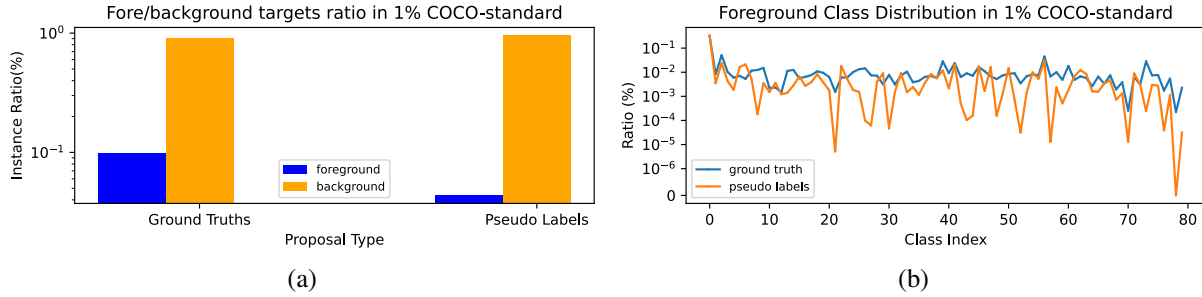 Fore/background targets ratio in 1% COCO-standard
Instance Ratio(%)
10⁰
10⁻¹
foreground
background
Ground Truths
Pseudo Labels
Proposal Type
(a)
Foreground Class Distribution in 1% COCO-standard
Ratio (%)
10⁻¹
10⁻²
10⁻³
10⁻⁴
10⁻⁵
10⁻⁶
0
ground truth
pseudo labels
0 10 20 30 40 50 60 70 80
Class Index
(b)